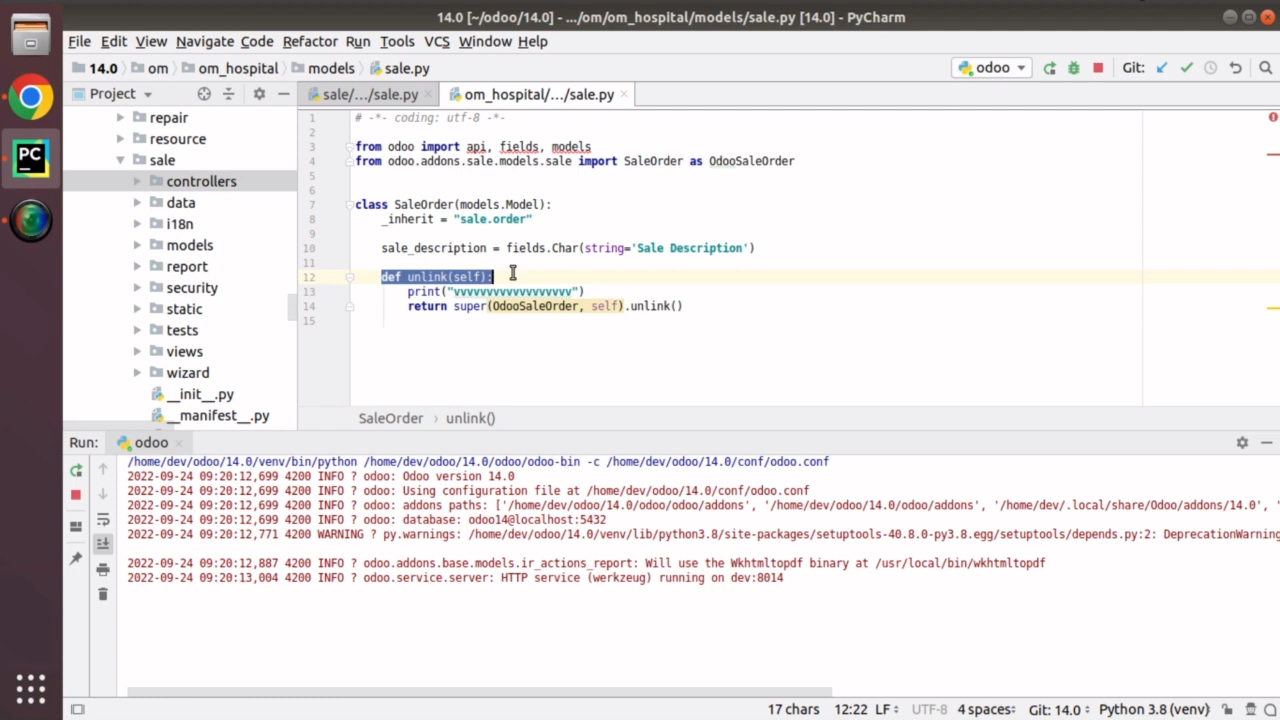 14.0 [~/odoo/14.0] - .../om/om_hospital/models/sale.py [14.0] - PyCharm
File Edit View Navigate Code Refactor Run Tools VCS Window Help
14.0 om om_hospital models sale.py odoo Git:
Project sale/.../sale.py om_hospital/.../sale.py
repair
resource
sale
controllers
data
i18n
models
report
security
static
tests
views
wizard
__init__.py
__manifest__.py
1 # -*- coding: utf-8 -*-
2
3 from odoo import api, fields, models
4 from odoo.addons.sale.models.sale import SaleOrder as OdooSaleOrder
5
6
7 class SaleOrder(models.Model):
8 _inherit = "sale.order"
9
10 sale_description = fields.Char(string='Sale Description')
11
12 def unlink(self):
13 print("vvvvvvvvvvvvvvvvvv")
14 return super(OdooSaleOrder, self).unlink()
15
SaleOrder › unlink()
Run: odoo
/home/dev/odoo/14.0/venv/bin/python /home/dev/odoo/14.0/odoo/odoo-bin -c /home/dev/odoo/14.0/conf/odoo.conf
2022-09-24 09:20:12,699 4200 INFO ? odoo: Odoo version 14.0
2022-09-24 09:20:12,699 4200 INFO ? odoo: Using configuration file at /home/dev/odoo/14.0/conf/odoo.conf
2022-09-24 09:20:12,699 4200 INFO ? odoo: addons paths: ['/home/dev/odoo/14.0/odoo/odoo/addons', '/home/dev/.local/share/Odoo/addons/14.0', '
2022-09-24 09:20:12,699 4200 INFO ? odoo: database: odoo14@localhost:5432
2022-09-24 09:20:12,771 4200 WARNING ? py.warnings: /home/dev/odoo/14.0/venv/lib/python3.8/site-packages/setuptools-40.8.0-py3.8.egg/setuptools/depends.py:2: DeprecationWarning
2022-09-24 09:20:12,887 4200 INFO ? odoo.addons.base.models.ir_actions_report: Will use the Wkhtmltopdf binary at /usr/local/bin/wkhtmltopdf
2022-09-24 09:20:13,004 4200 INFO ? odoo.service.server: HTTP service (werkzeug) running on dev:8014
17 chars 12:22 LF UTF-8 4 spaces Git: 14.0 Python 3.8 (venv)